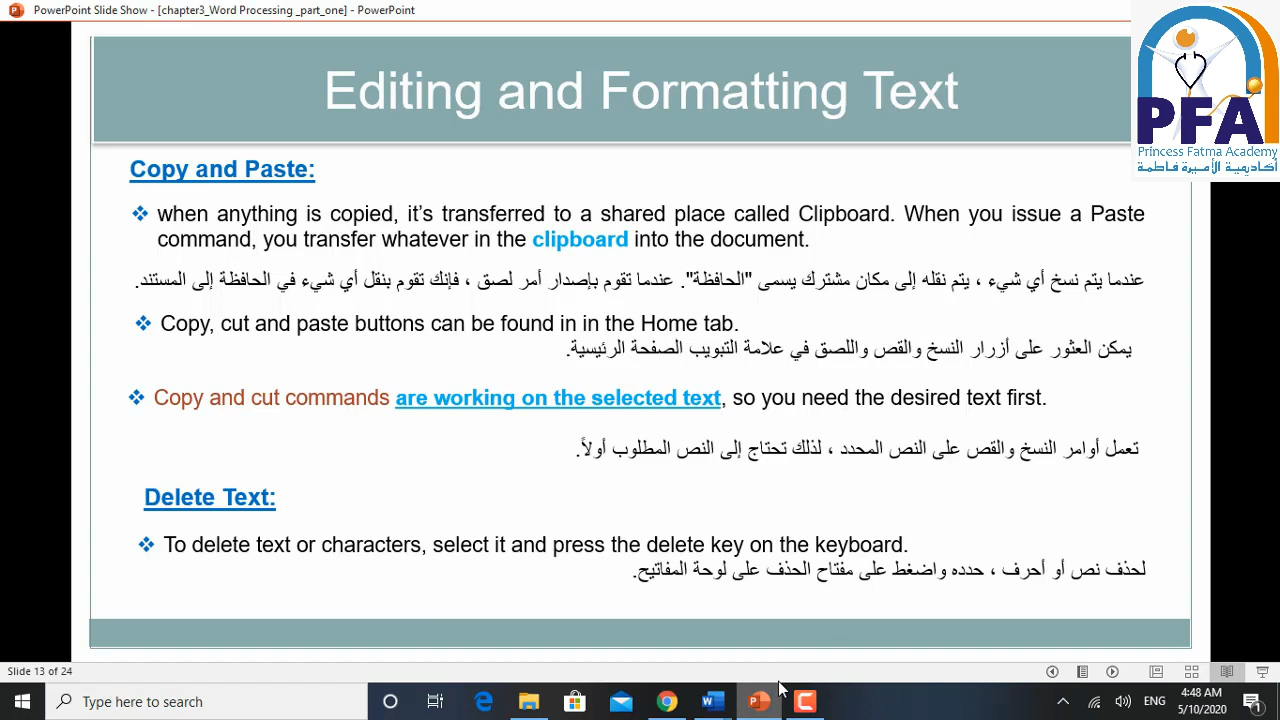 PowerPoint Slide Show - [chapter3_Word Processing _part_one] - PowerPoint
Editing and Formatting Text
PFA
Princess Fatma Academy
أكاديمية الأميرة فاطمة
Copy and Paste:
when anything is copied, it's transferred to a shared place called Clipboard. When you issue a Paste
command, you transfer whatever in the clipboard into the document.
عندما يتم نسخ أي شيء ، يتم نقله إلى مكان مشترك يسمى "الحافظة". عندما تقوم بإصدار أمر لصق ، فإنك تقوم بنقل أي شيء في الحافظة إلى المستند.
Copy, cut and paste buttons can be found in in the Home tab.
يمكن العثور على أزرار النسخ والقص واللصق في علامة التبويب الصفحة الرئيسية.
Copy and cut commands are working on the selected text, so you need the desired text first.
تعمل أوامر النسخ والقص على النص المحدد ، لذلك تحتاج إلى النص المطلوب أولاً.
Delete Text:
To delete text or characters, select it and press the delete key on the keyboard.
لحذف نص أو أحرف ، حدده واضغط على مفتاح الحذف على لوحة المفاتيح.
Slide 13 of 24
Type here to search
ENG
4:48 AM
5/10/2020
1